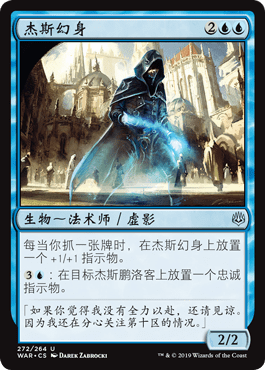 杰斯幻身 2
生物～法术师／虚影
每当你抓一张牌时，在杰斯幻身上放置
一个 +1/+1 指示物。
3：在目标杰斯鹏洛客上放置一个忠诚
指示物。
「如果你觉得我没有全力以赴，还请见谅。
因为我还在分心关注第十区的情况。」
2/2
272/264 U
WAR • CS DAREK ZABROCKI
™ & © 2019 Wizards of the Coast